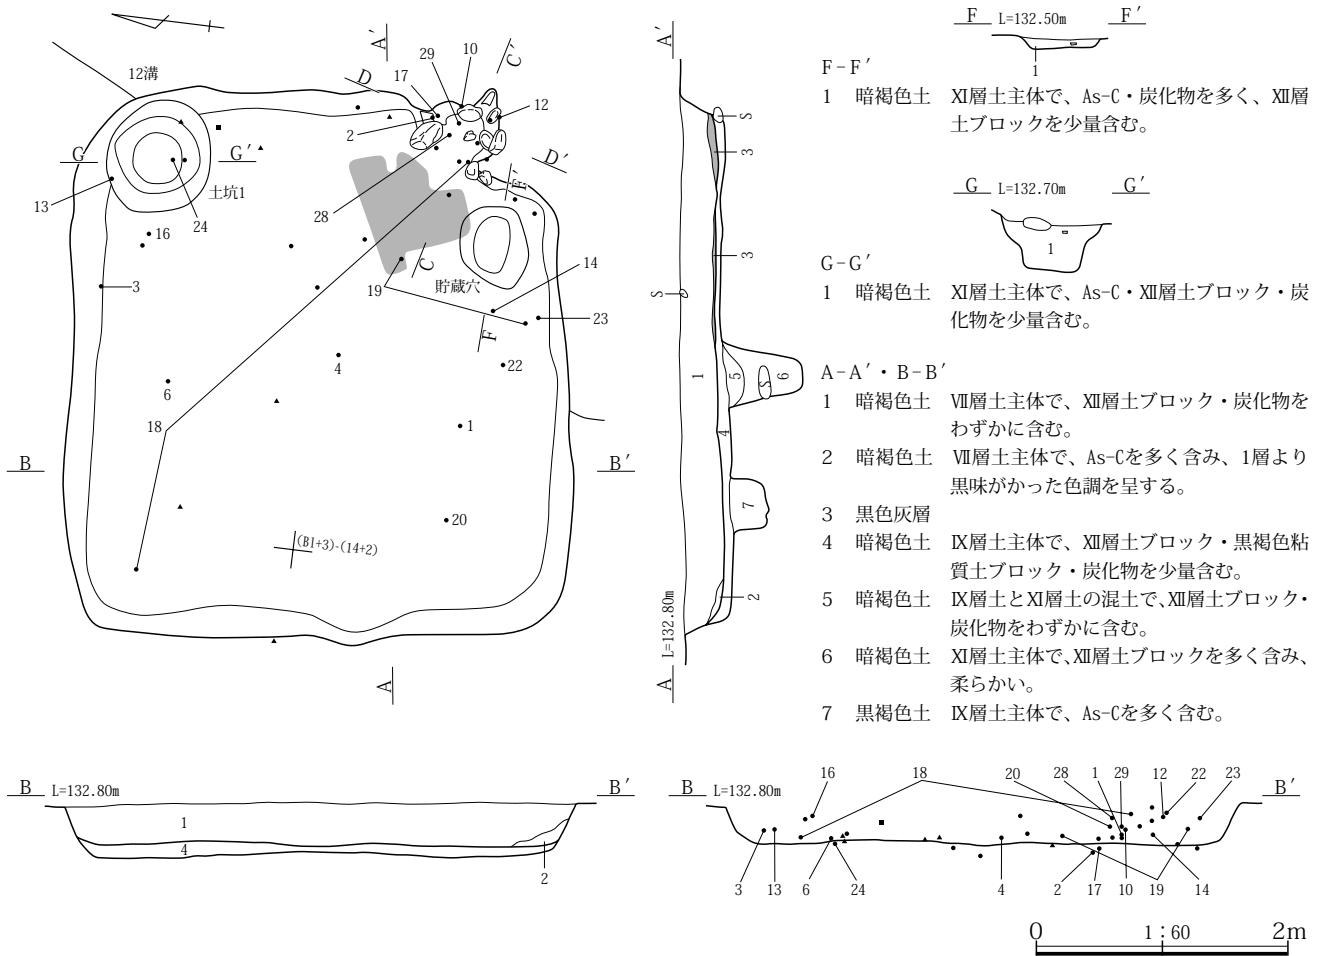 12溝
A′
D
17
29
10
C′
12
2
G
G′
土坑1
D′
F′
13
24
16
28
C
貯蔵穴
14
3
19
23
F
4
22
6
18
1
B
B′
20
(B1+3)-(14+2)
A
A′
S
3
3
S
1
5
S
6
4
7
2
L=132.80m
A
F L=132.50m F′
1
F-F′
1 暗褐色土 Ⅺ層土主体で、As-C・炭化物を多く、Ⅻ層
土ブロックを少量含む。
G L=132.70m G′
1
G-G′
1 暗褐色土 Ⅺ層土主体で、As-C・Ⅻ層土ブロック・炭
化物を少量含む。
A-A′・B-B′
1 暗褐色土 Ⅶ層土主体で、Ⅻ層土ブロック・炭化物を
わずかに含む。
2 暗褐色土 Ⅶ層土主体で、As-Cを多く含み、1層より
黒味がかった色調を呈する。
3 黒色灰層
4 暗褐色土 Ⅸ層土主体で、Ⅻ層土ブロック・黒褐色粘
質土ブロック・炭化物を少量含む。
5 暗褐色土 Ⅸ層土とⅪ層土の混土で、Ⅻ層土ブロック・
炭化物をわずかに含む。
6 暗褐色土 Ⅺ層土主体で、Ⅻ層土ブロックを多く含み、
柔らかい。
7 黒褐色土 Ⅸ層土主体で、As-Cを多く含む。
B L=132.80m B′
1
4
2
B L=132.80m B′
16 18 20 28 1 29 12 22 23
3 13 6 24 4 2 17 10 19 14
0 1:60 2m